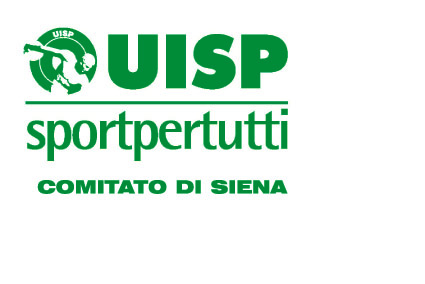 UISP
UISP
sportpertutti
COMITATO DI SIENA